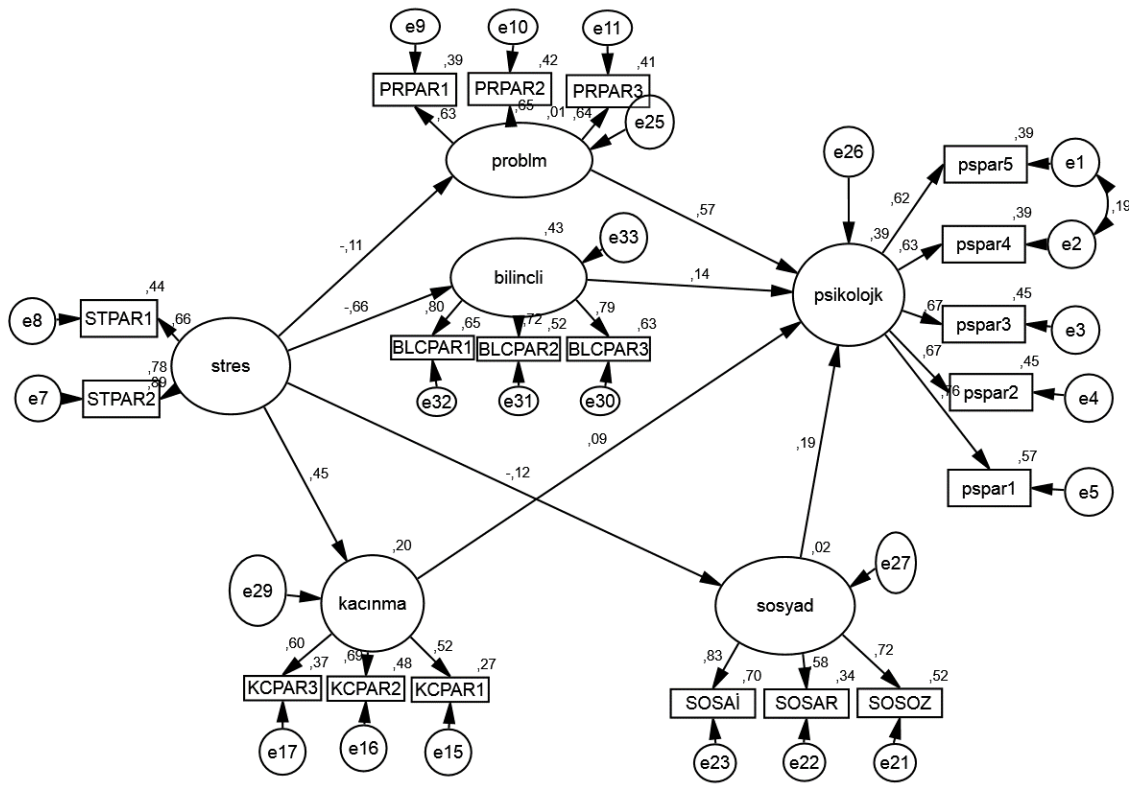 e9
e10
e11
,39
,42
,41
PRPAR1
PRPAR2
PRPAR3
,63
,65
,01
,64
e25
problm
e26
,39
pspar5
e1
,62
,19
,39
pspar4
e2
,63
,39
psikolojk
,57
-,11
,43
e33
bilincli
,14
-,66
,80
,65
,72
,52
,79
,63
BLCPAR1
BLCPAR2
BLCPAR3
e32
e31
e30
,44
e8
STPAR1
,66
stres
,78
,89
e7
STPAR2
,67
,45
pspar3
e3
,67
,45
pspar2
e4
,76
,57
pspar1
e5
,09
,19
,45
-,12
,20
e29
kacınma
,02
e27
sosyad
,60
,37
,69
,48
,52
,27
KCPAR3
KCPAR2
KCPAR1
e17
e16
e15
,83
,70
,58
,34
,72
,52
SOSAİ
SOSAR
SOSOZ
e23
e22
e21